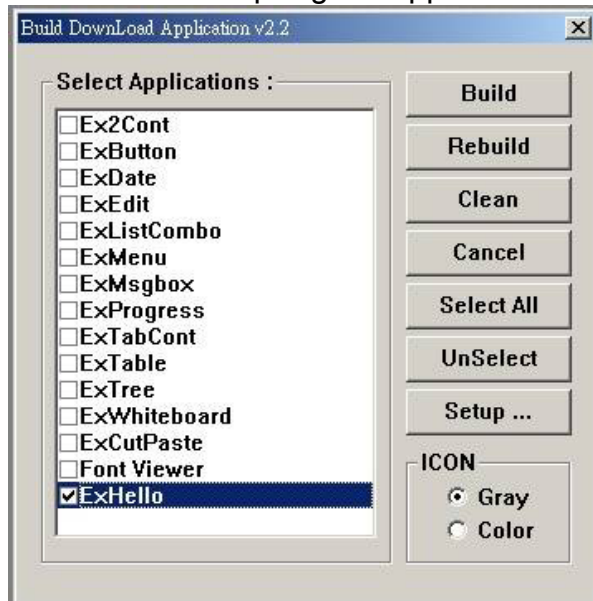 Build DownLoad Application v2.2
Select Applications :
Ex2Cont
ExButton
ExDate
ExEdit
ExListCombo
ExMenu
ExMsgbox
ExProgress
ExTabCont
ExTable
ExTree
ExWhiteboard
ExCutPaste
Font Viewer
ExHello
Build
Rebuild
Clean
Cancel
Select All
UnSelect
Setup ...
ICON
Gray
Color